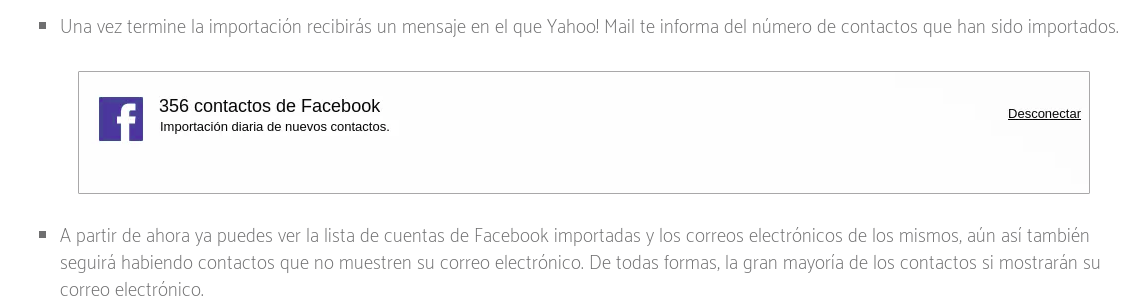 Una vez termine la importación recibirás un mensaje en el que Yahoo! Mail te informa del número de contactos que han sido importados.
356 contactos de Facebook
Importación diaria de nuevos contactos.
Desconectar
A partir de ahora ya puedes ver la lista de cuentas de Facebook importadas y los correos electrónicos de los mismos, aún así también
seguirá habiendo contactos que no muestren su correo electrónico. De todas formas, la gran mayoría de los contactos si mostrarán su
correo electrónico.